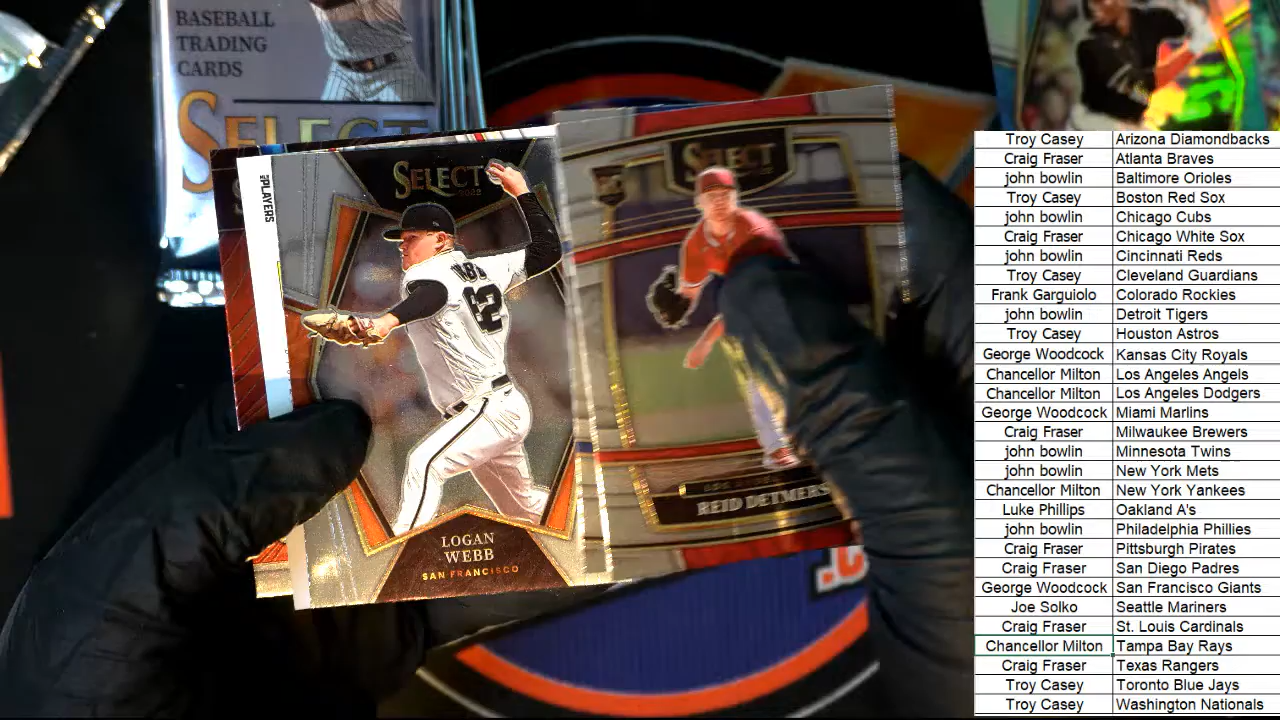 BASEBALL
TRADING
CARDS
SELECT
PLAYERS
SELECT
2022
WEBB
62
LOGAN
WEBB
SAN FRANCISCO
SELECT
RC
REID DETMERS
Troy Casey Arizona Diamondbacks
Craig Fraser Atlanta Braves
john bowlin Baltimore Orioles
Troy Casey Boston Red Sox
john bowlin Chicago Cubs
Craig Fraser Chicago White Sox
john bowlin Cincinnati Reds
Troy Casey Cleveland Guardians
Frank Garguiolo Colorado Rockies
john bowlin Detroit Tigers
Troy Casey Houston Astros
George Woodcock Kansas City Royals
Chancellor Milton Los Angeles Angels
Chancellor Milton Los Angeles Dodgers
George Woodcock Miami Marlins
Craig Fraser Milwaukee Brewers
john bowlin Minnesota Twins
john bowlin New York Mets
Chancellor Milton New York Yankees
Luke Phillips Oakland A's
john bowlin Philadelphia Phillies
Craig Fraser Pittsburgh Pirates
Craig Fraser San Diego Padres
George Woodcock San Francisco Giants
Joe Solko Seattle Mariners
Craig Fraser St. Louis Cardinals
Chancellor Milton Tampa Bay Rays
Craig Fraser Texas Rangers
Troy Casey Toronto Blue Jays
Troy Casey Washington Nationals